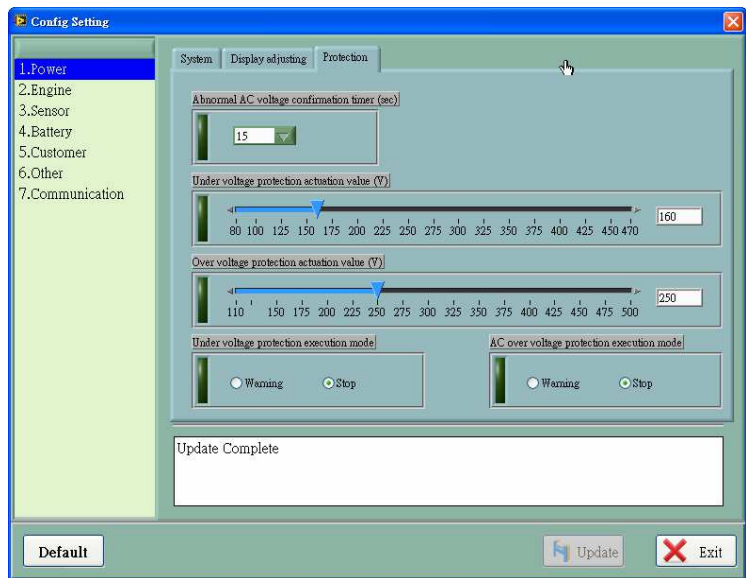 Config Setting
1.Power
2.Engine
3.Sensor
4.Battery
5.Customer
6.Other
7.Communication
System Display adjusting Protection
Abnormal AC voltage confirmation timer (sec)
15
Under voltage protection actuation value (V)
80 100 125 150 175 200 225 250 275 300 325 350 375 400 425 450 470
160
Over voltage protection actuation value (V)
110 150 175 200 225 250 275 300 325 350 375 400 425 450 475 500
250
Under voltage protection execution mode
Warning Stop
AC over voltage protection execution mode
Warning Stop
Update Complete
Default Update Exit